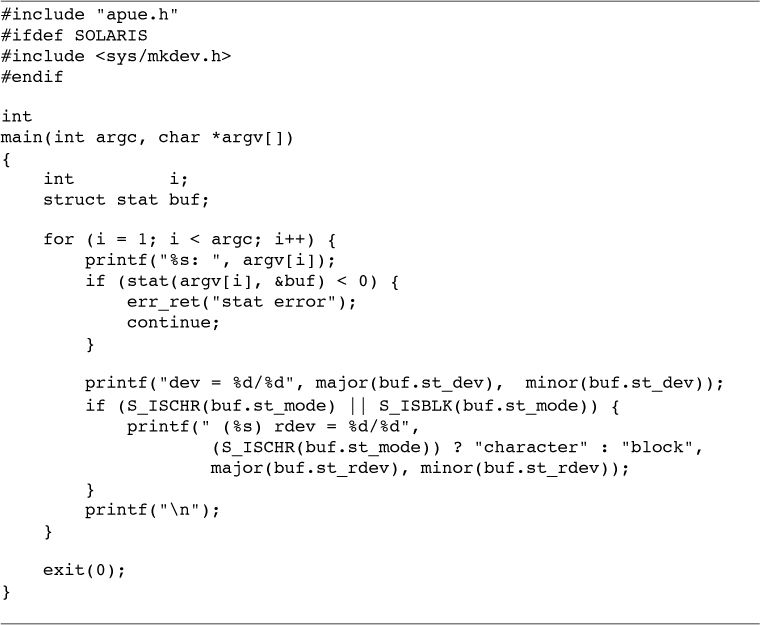 #include "apue.h"
#ifdef SOLARIS
#include <sys/mkdev.h>
#endif

int
main(int argc, char *argv[])
{
    int         i;
    struct stat buf;

    for (i = 1; i < argc; i++) {
        printf("%s: ", argv[i]);
        if (stat(argv[i], &buf) < 0) {
            err_ret("stat error");
            continue;
        }

        printf("dev = %d/%d", major(buf.st_dev),  minor(buf.st_dev));
        if (S_ISCHR(buf.st_mode) || S_ISBLK(buf.st_mode)) {
            printf(" (%s) rdev = %d/%d",
                    (S_ISCHR(buf.st_mode)) ? "character" : "block",
                    major(buf.st_rdev), minor(buf.st_rdev));
        }
        printf("\n");
    }

    exit(0);
}